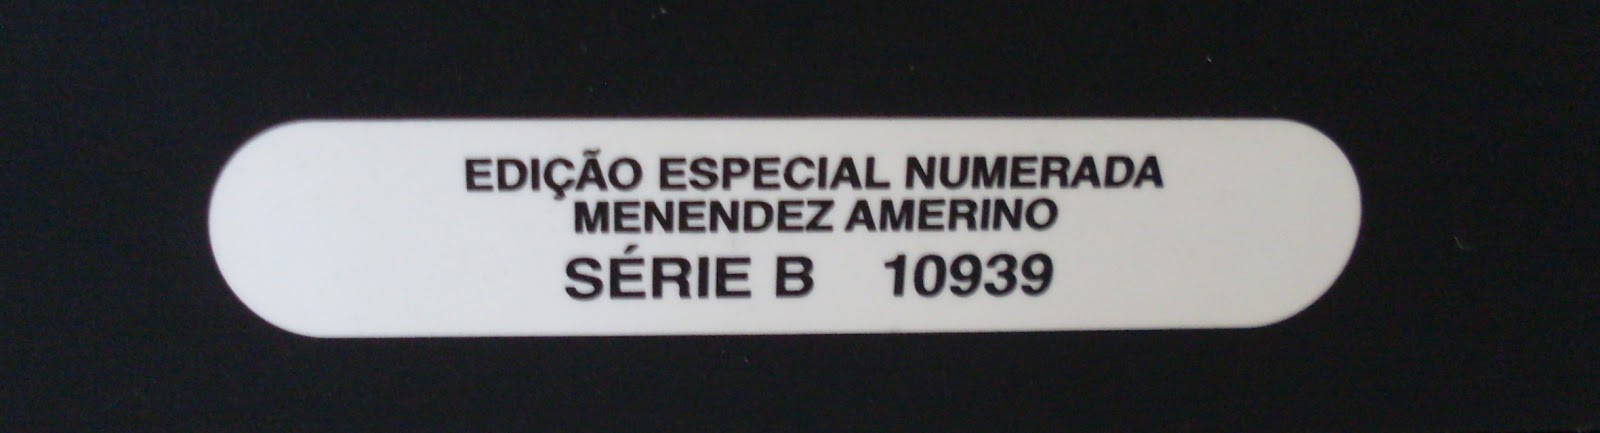 EDIÇÃO ESPECIAL NUMERADA
MENENDEZ AMERINO
SÉRIE B 10939